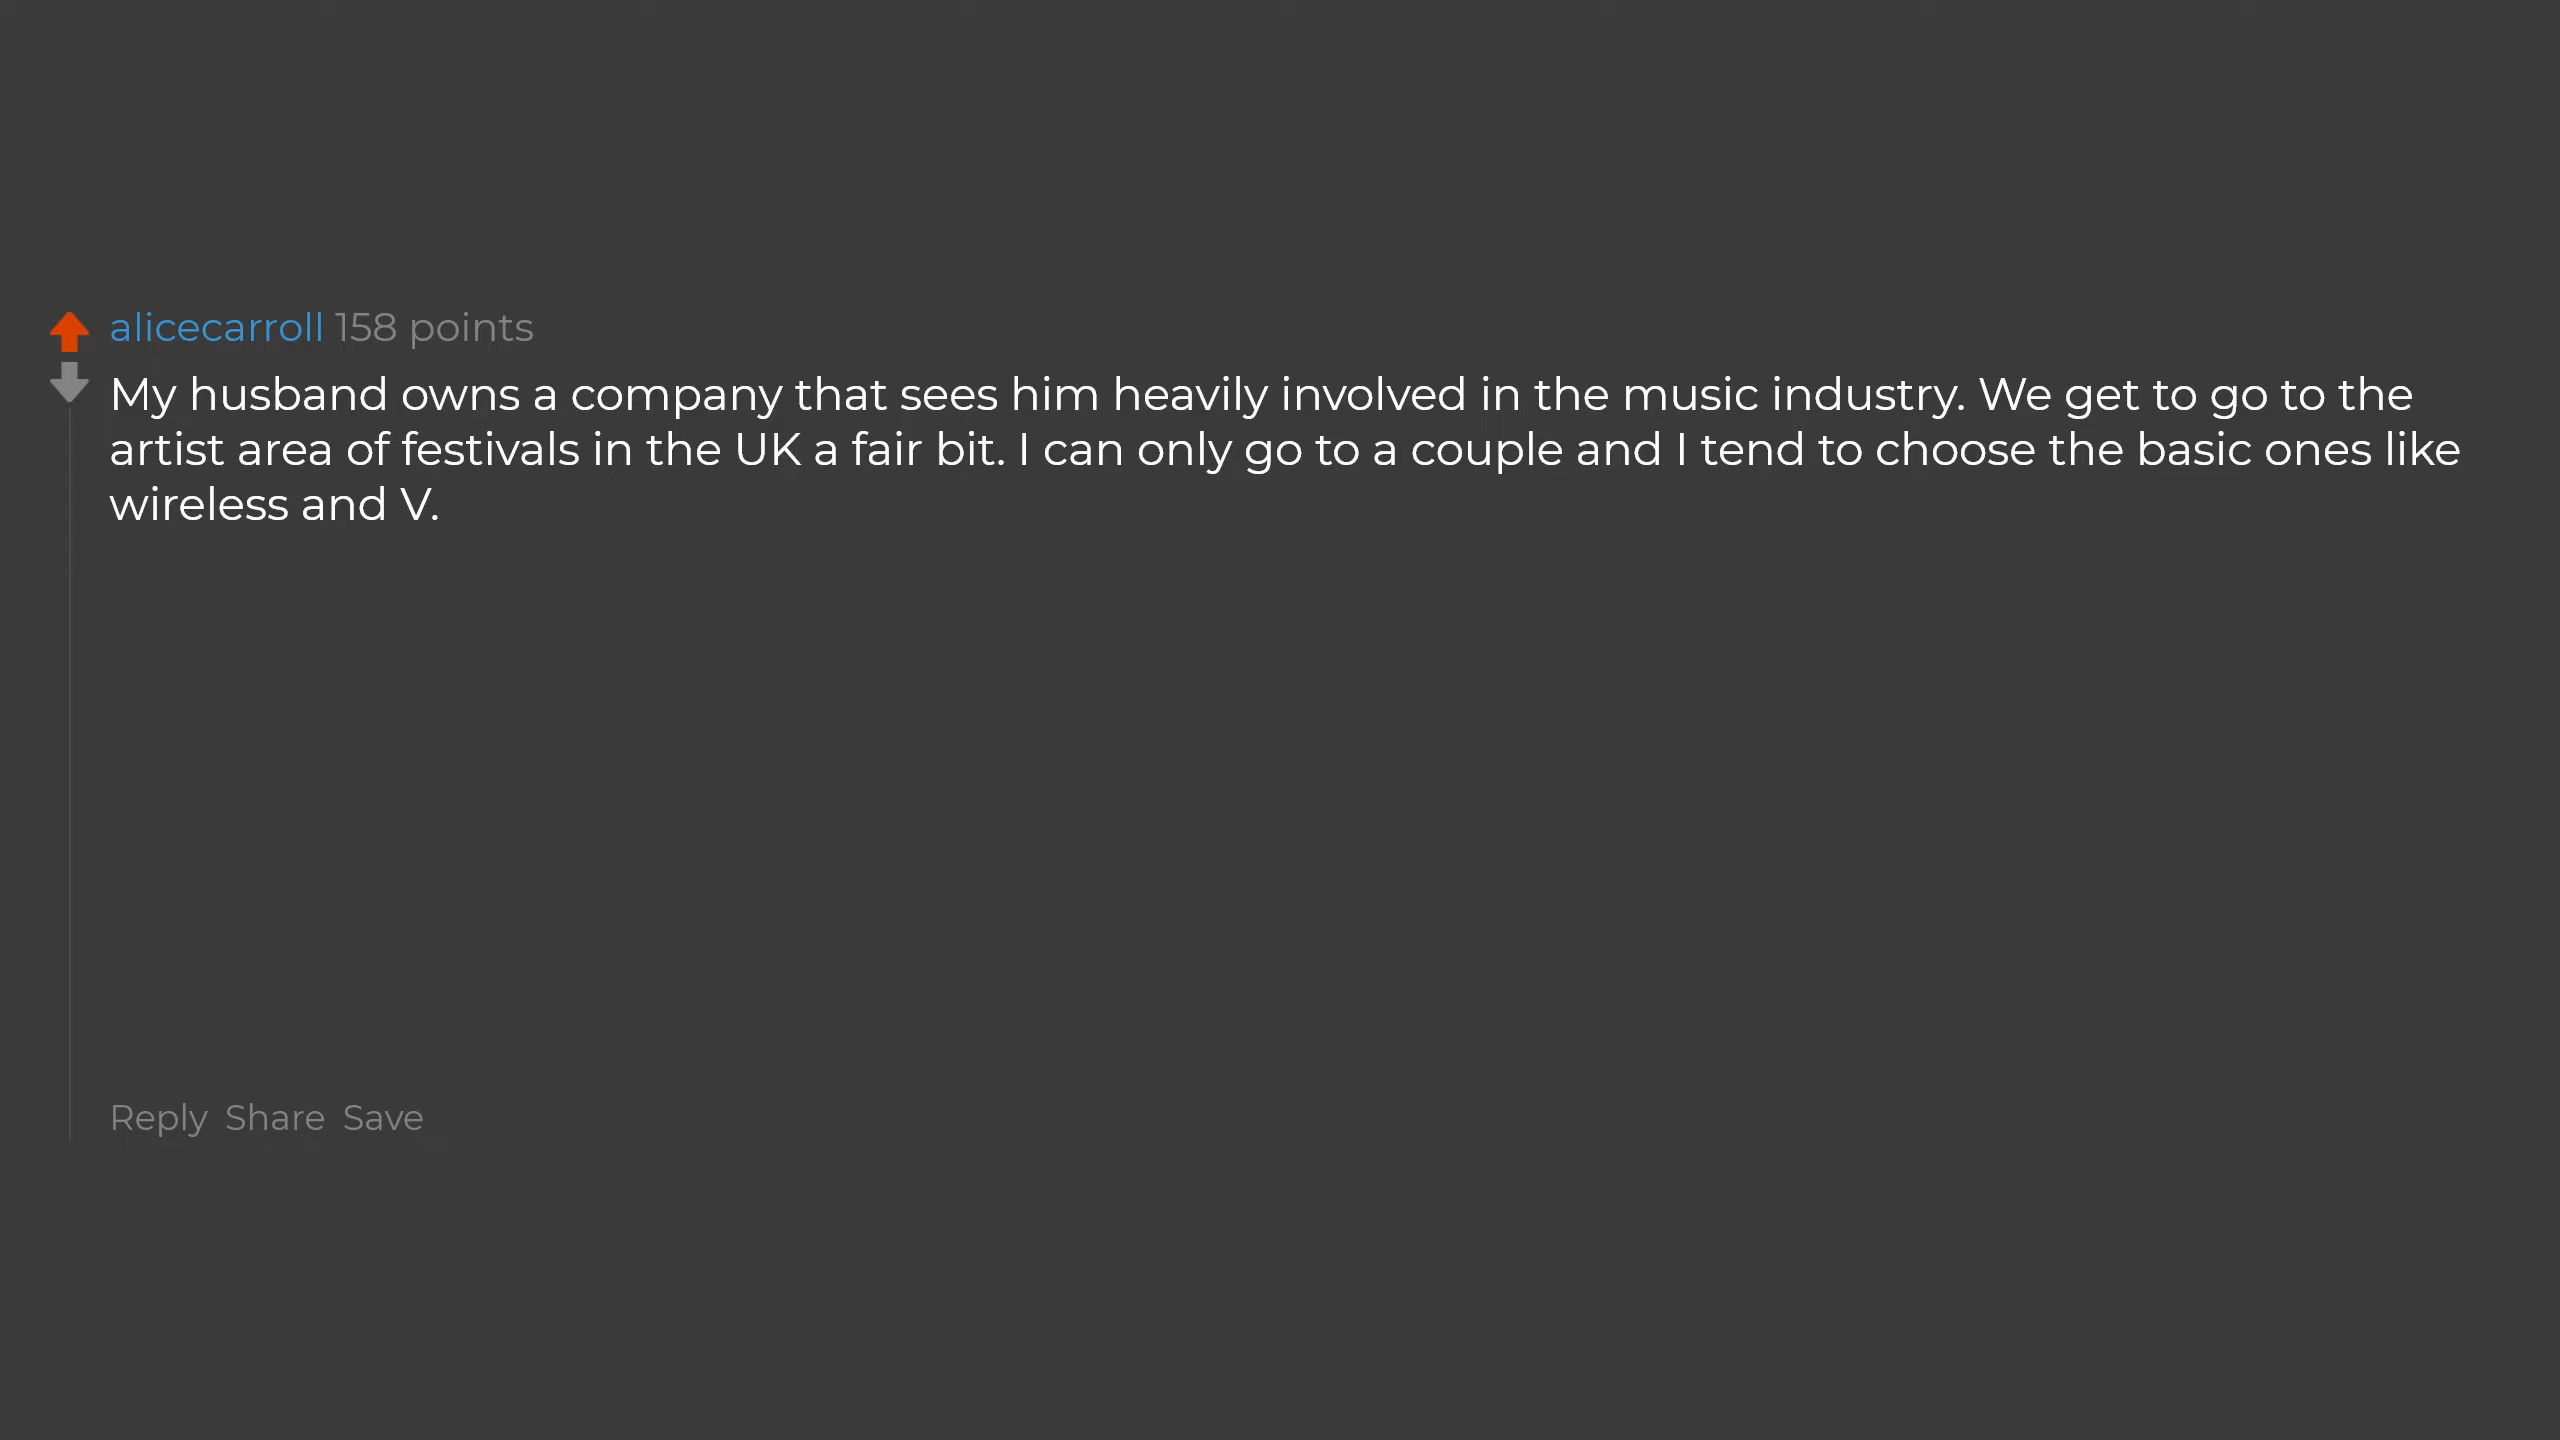 alicecarroll 158 points
My husband owns a company that sees him heavily involved in the music industry. We get to go to the
artist area of festivals in the UK a fair bit. I can only go to a couple and I tend to choose the basic ones like
wireless and V.
Reply Share Save